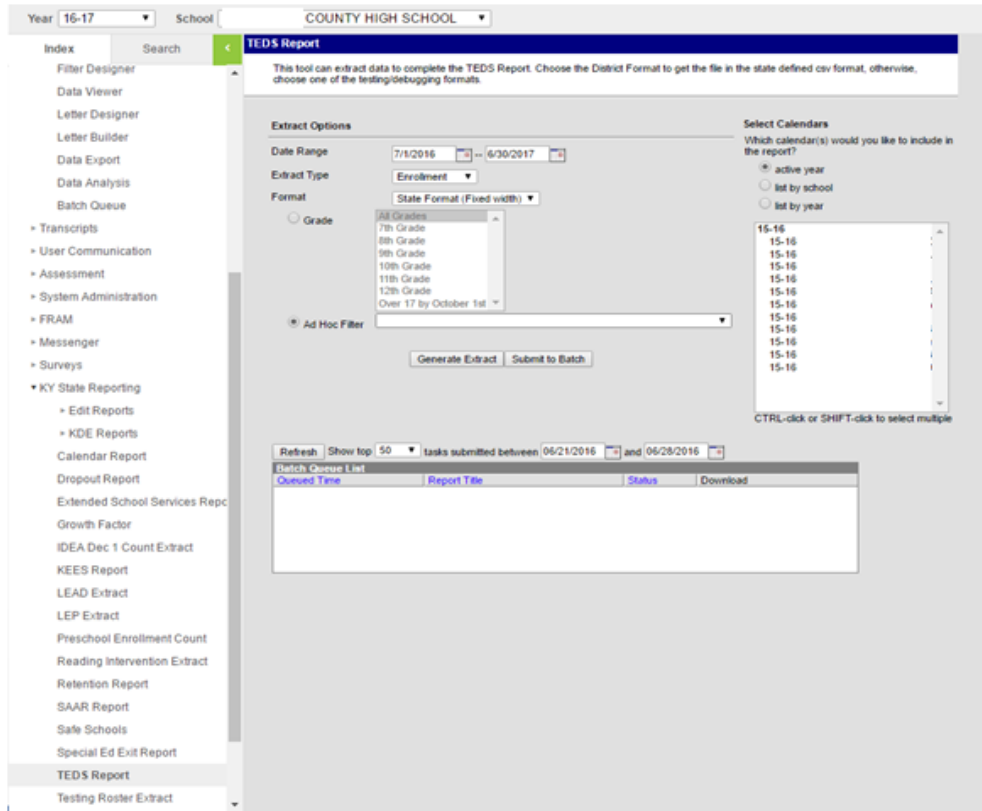 Year 16-17 School COUNTY HIGH SCHOOL
Index Search
Filter Designer
Data Viewer
Letter Designer
Letter Builder
Data Export
Data Analysis
Batch Queue
Transcripts
User Communication
Assessment
System Administration
FRAM
Messenger
Surveys
KY State Reporting
Edit Reports
KDE Reports
Calendar Report
Dropout Report
Extended School Services Repo
Growth Factor
IDEA Dec 1 Count Extract
KEES Report
LEAD Extract
LEP Extract
Preschool Enrollment Count
Reading Intervention Extract
Retention Report
SAAR Report
Safe Schools
Special Ed Exit Report
TEDS Report
Testing Roster Extract
TEDS Report
This tool can extract data to complete the TEDS Report. Choose the District Format to get the file in the state defined csv format, otherwise,
choose one of the testing/debugging formats.
Extract Options
Date Range 7/1/2016 -- 6/30/2017
Extract Type Enrollment
Format State Format (Fixed width)
Grade All Grades
7th Grade
8th Grade
9th Grade
10th Grade
11th Grade
12th Grade
Over 17 by October 1st
Ad Hoc Filter
Generate Extract Submit to Batch
Select Calendars
Which calendar(s) would you like to include in
the report?
active year
list by school
list by year
15-16
15-16
15-16
15-16
15-16
15-16
15-16
15-16
15-16
15-16
15-16
15-16
CTRL-click or SHIFT-click to select multiple
Refresh Show top 50 tasks submitted between 06/21/2016 and 06/28/2016
Batch Queue List
Queued Time Report Title Status Download